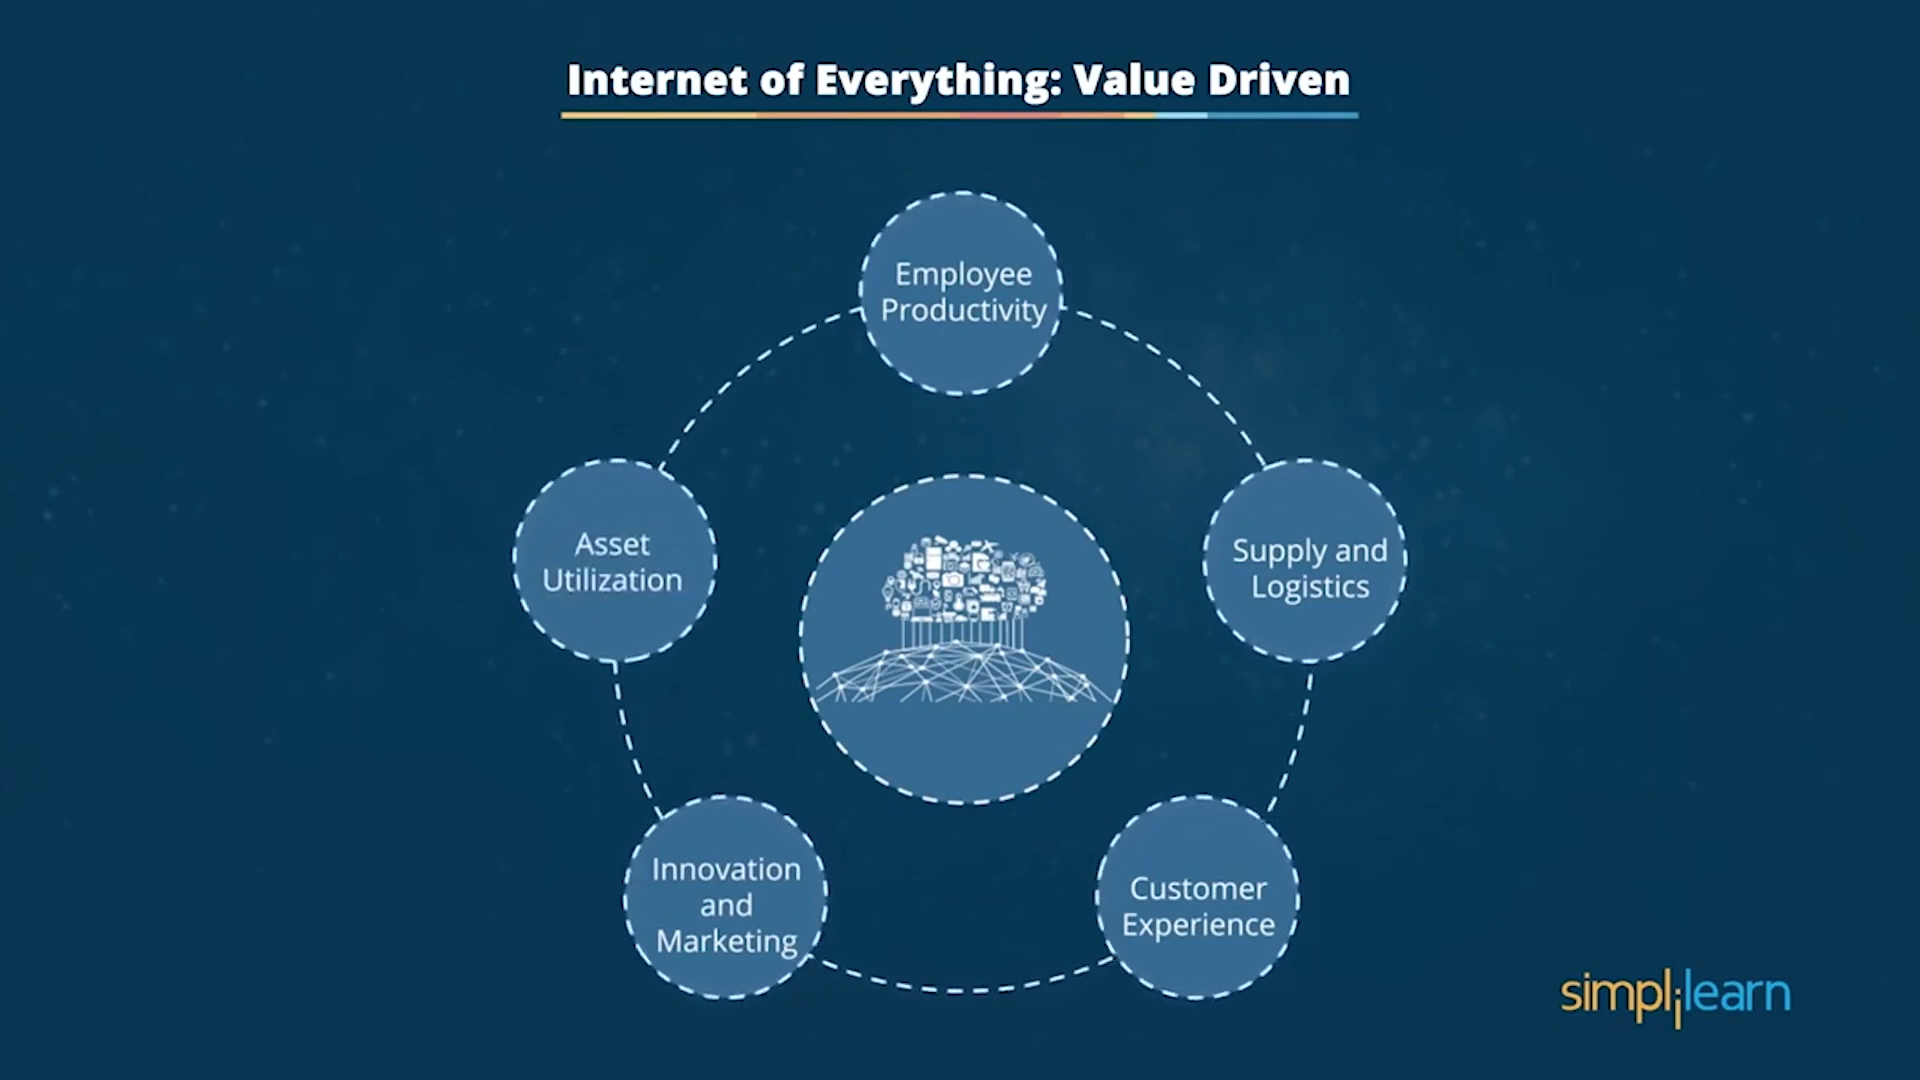 Internet of Everything: Value Driven
Employee
Productivity
Asset
Utilization
Supply and
Logistics
Innovation
and
Marketing
Customer
Experience
simplilearn